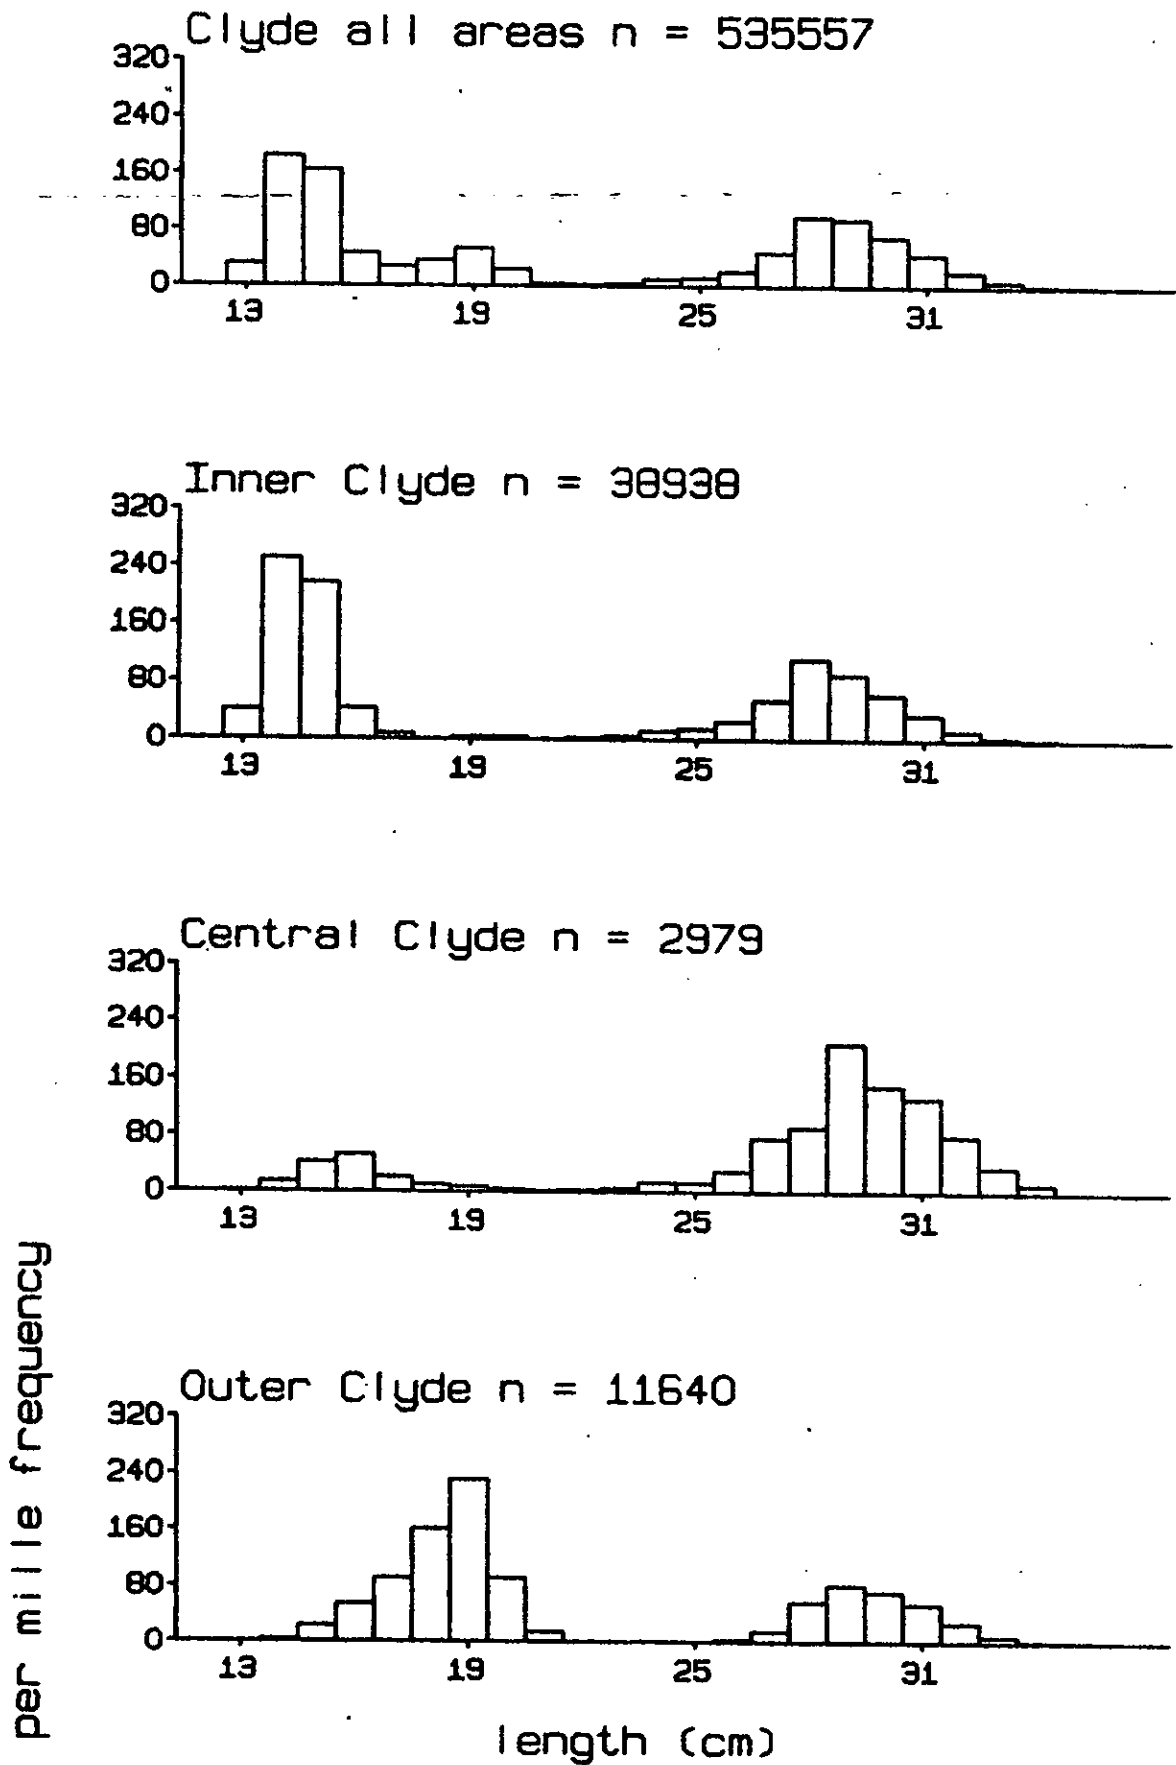 Clyde all areas n = 535557
320
240
160
80
0
13 19 25 31
Inner Clyde n = 38938
320
240
160
80
0
13 19 25 31
Central Clyde n = 2979
320
240
160
80
0
13 19 25 31
Outer Clyde n = 11640
320
240
160
80
0
13 19 25 31
per mille frequency
length (cm)